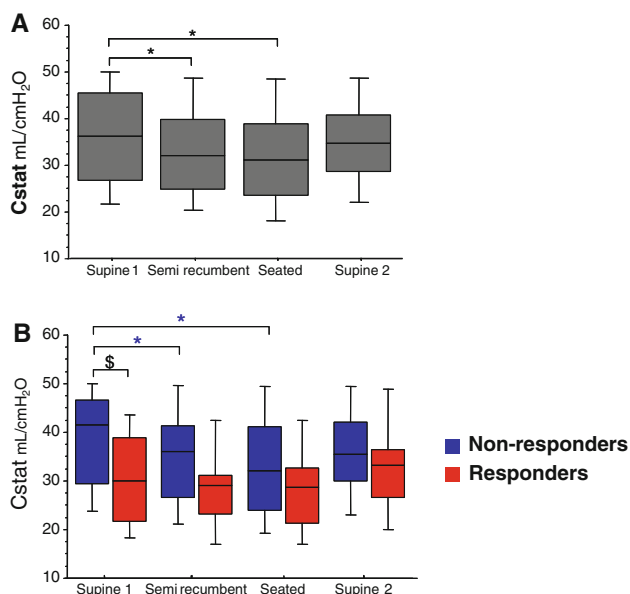 A
60
*
*
50
40
30
20
10
Cstat mL/cmH₂O
Supine 1 Semi recumbent Seated Supine 2
B
60
*
*
$
50
40
30
20
10
Cstat mL/cmH₂O
Non-responders
Responders
Supine 1 Semi recumbent Seated Supine 2